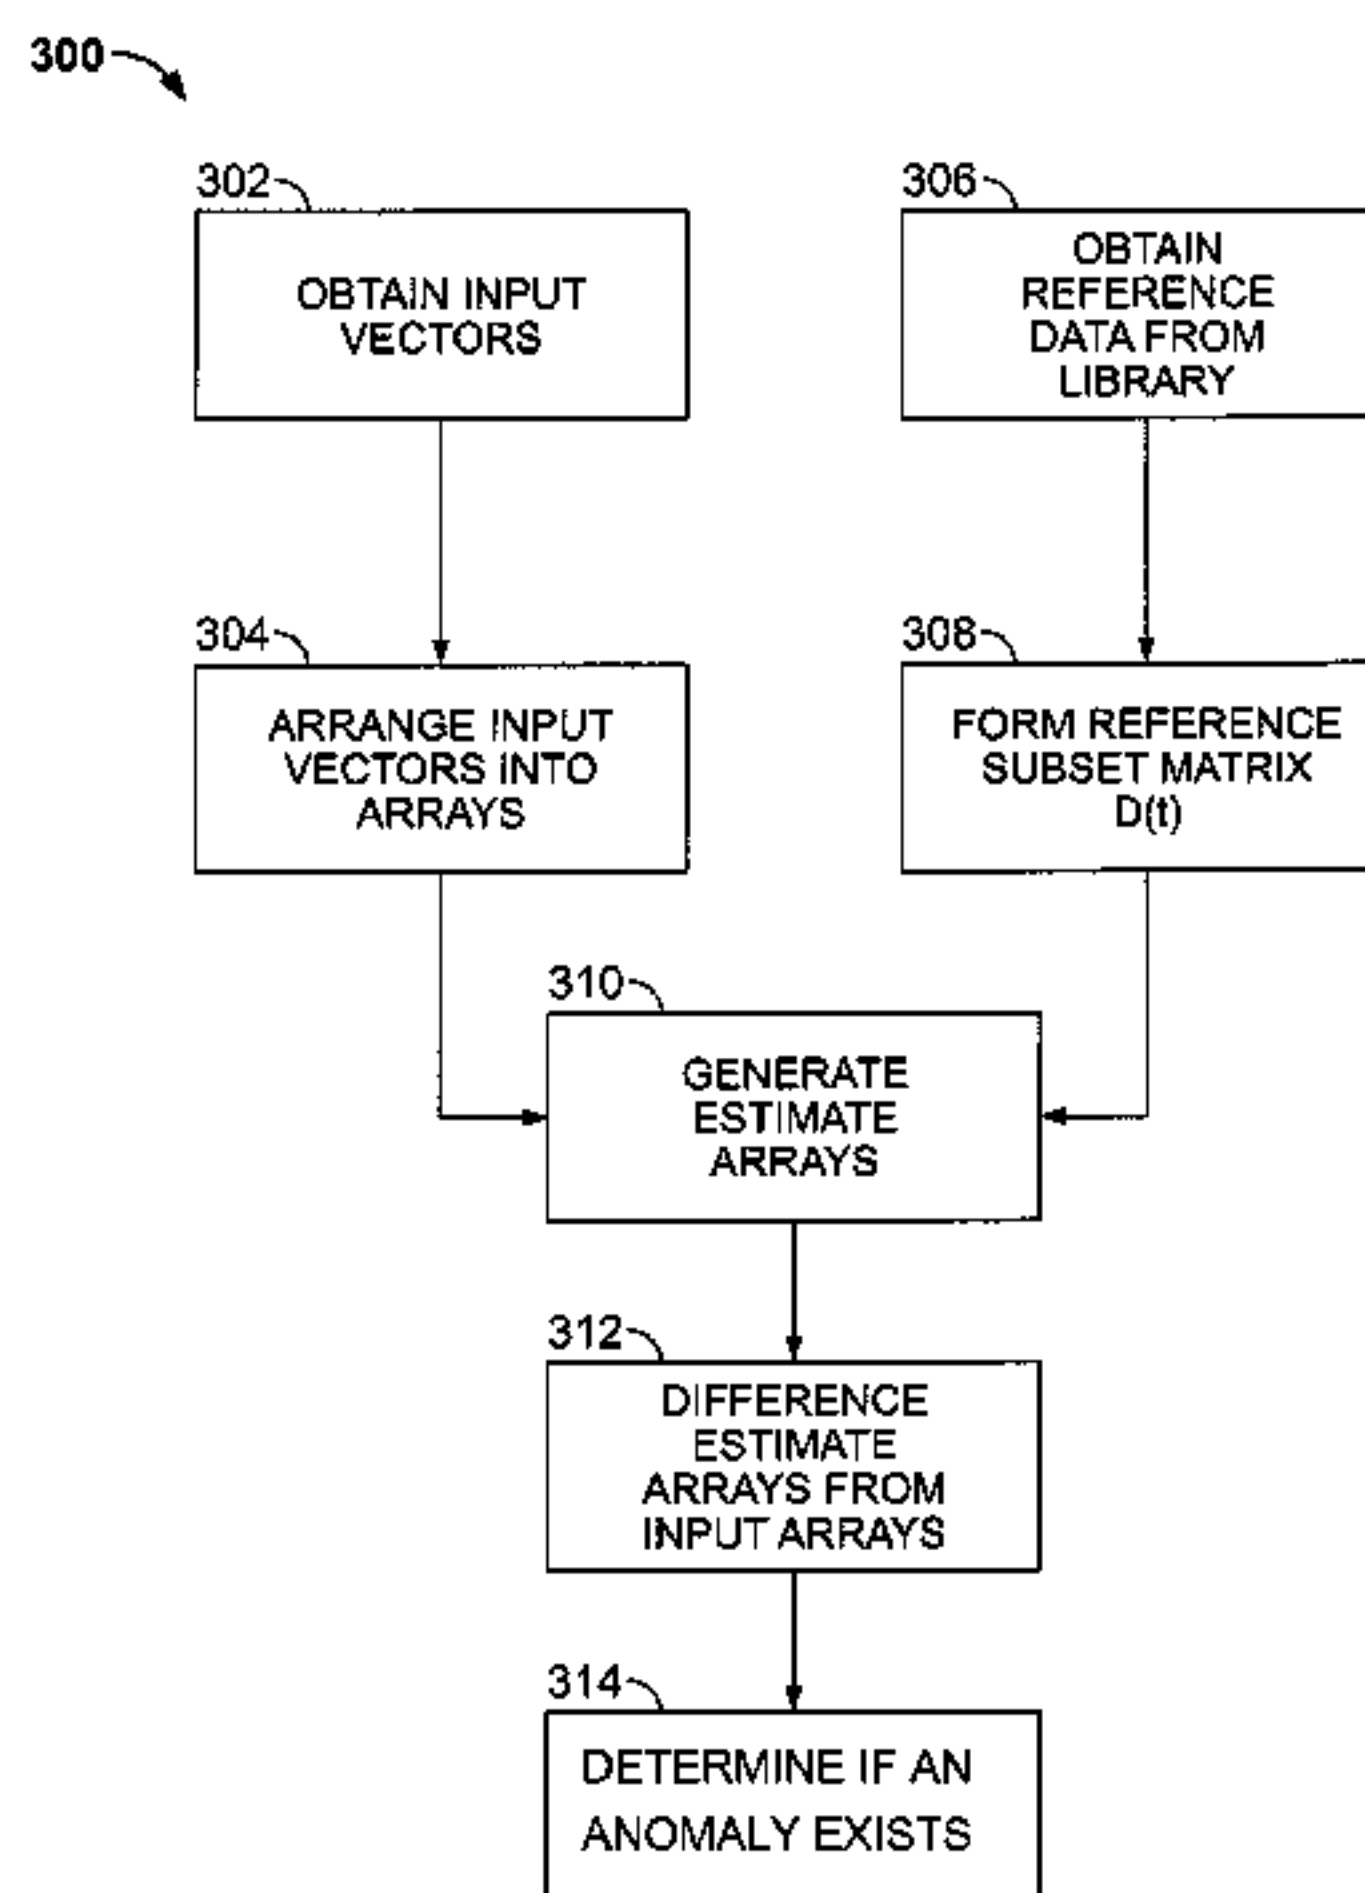 300
302
OBTAIN INPUT
VECTORS
306
OBTAIN
REFERENCE
DATA FROM
LIBRARY
304
ARRANGE INPUT
VECTORS INTO
ARRAYS
308
FORM REFERENCE
SUBSET MATRIX
D(t)
310
GENERATE
ESTIMATE
ARRAYS
312
DIFFERENCE
ESTIMATE
ARRAYS FROM
INPUT ARRAYS
314
DETERMINE IF AN
ANOMALY EXISTS